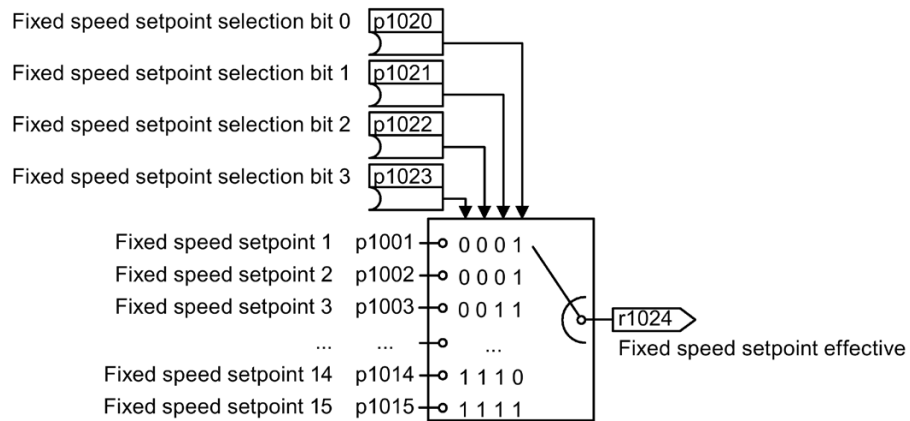 Fixed speed setpoint selection bit 0 p1020
Fixed speed setpoint selection bit 1 p1021
Fixed speed setpoint selection bit 2 p1022
Fixed speed setpoint selection bit 3 p1023
Fixed speed setpoint 1 p1001 0 0 0 1
Fixed speed setpoint 2 p1002 0 0 0 1
Fixed speed setpoint 3 p1003 0 0 1 1
r1024
... ... ...
Fixed speed setpoint effective
Fixed speed setpoint 14 p1014 1 1 1 0
Fixed speed setpoint 15 p1015 1 1 1 1